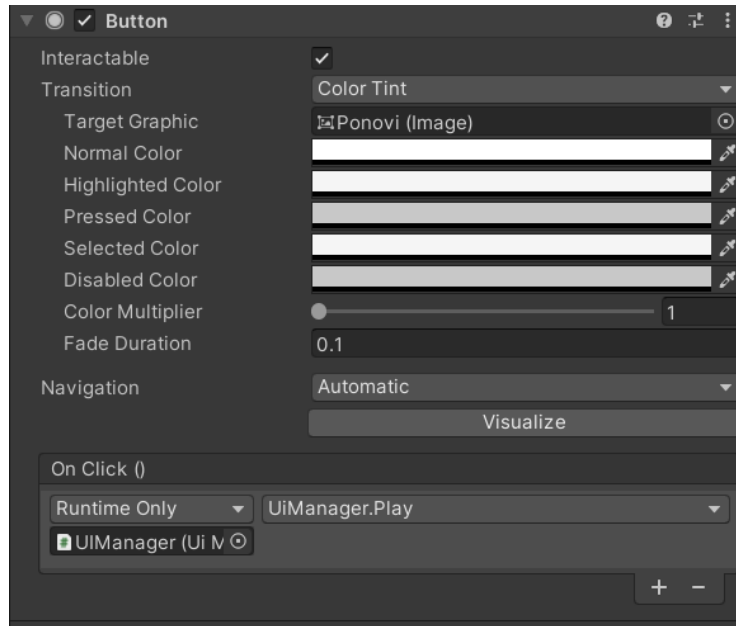 Button
Interactable
Transition Color Tint
Target Graphic Ponovi (Image)
Normal Color
Highlighted Color
Pressed Color
Selected Color
Disabled Color
Color Multiplier 1
Fade Duration 0.1
Navigation Automatic
Visualize
On Click ()
Runtime Only UiManager.Play
UIManager (Ui M